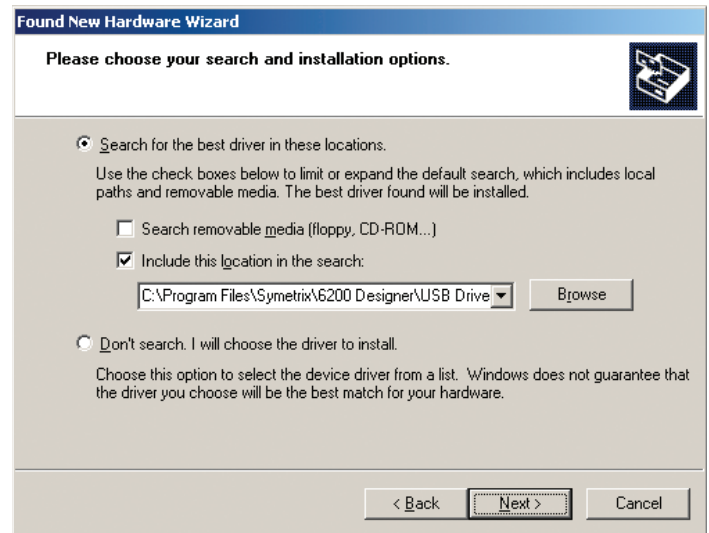 Found New Hardware Wizard
Please choose your search and installation options.
Search for the best driver in these locations.
Use the check boxes below to limit or expand the default search, which includes local
paths and removable media. The best driver found will be installed.
Search removable media (floppy, CD-ROM...)
Include this location in the search:
C:\Program Files\Symetrix\6200 Designer\USB Drive
Browse
Don't search. I will choose the driver to install.
Choose this option to select the device driver from a list.  Windows does not guarantee that
the driver you choose will be the best match for your hardware.
< Back
Next >
Cancel